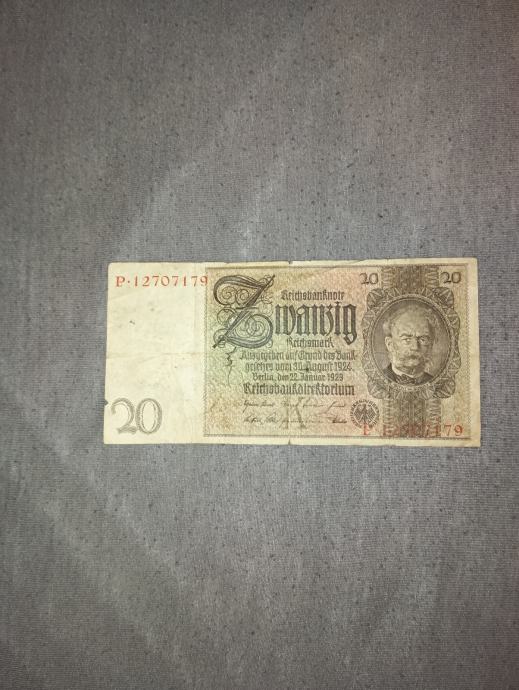 P·12707179
20 20
Reichsbanknote
Zwanzig
Reichsmark
Ausgegeben auf Grund des Bank-
gesetzes vom 30. August 1924
Berlin, den 22. Januar 1929
Reichsbankdirektorium
20
P·12707179